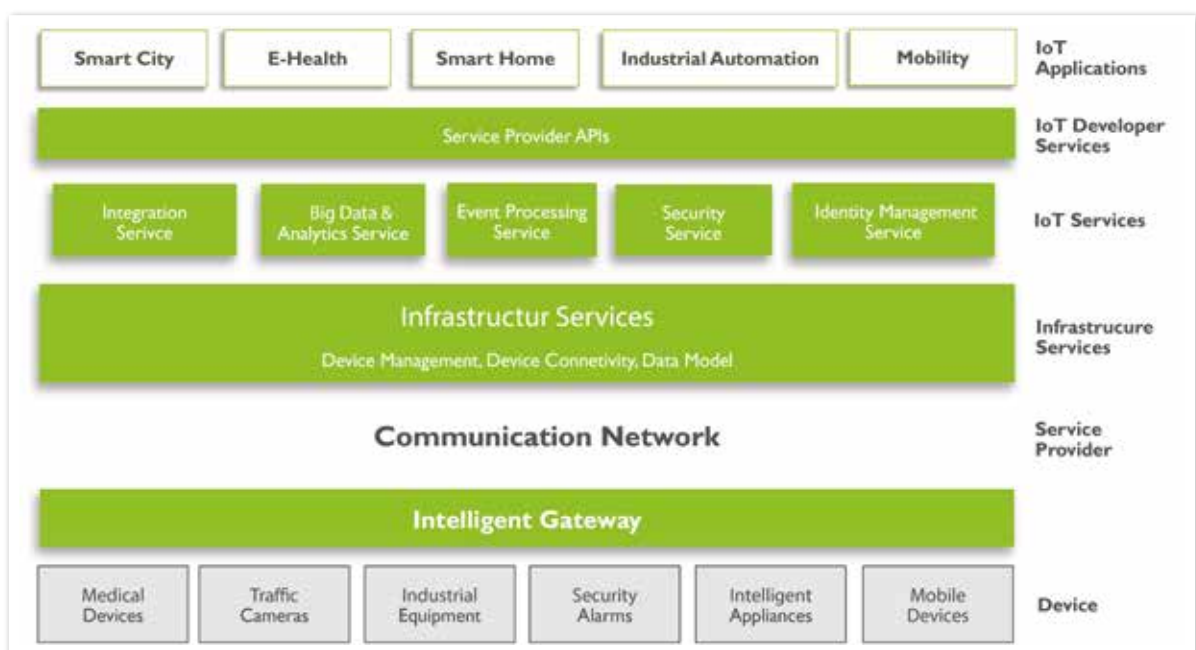 Smart City
E-Health
Smart Home
Industrial Automation
Mobility
IoT
Applications
Service Provider APIs
IoT Developer
Services
Integration
Serivce
Big Data &
Analytics Service
Event Processing
Service
Security
Service
Identity Management
Service
IoT Services
Infrastructur Services
Device Management, Device Connetivity, Data Model
Infrastrucure
Services
Communication Network
Service
Provider
Intelligent Gateway
Medical
Devices
Traffic
Cameras
Industrial
Equipment
Security
Alarms
Intelligent
Appliances
Mobile
Devices
Device